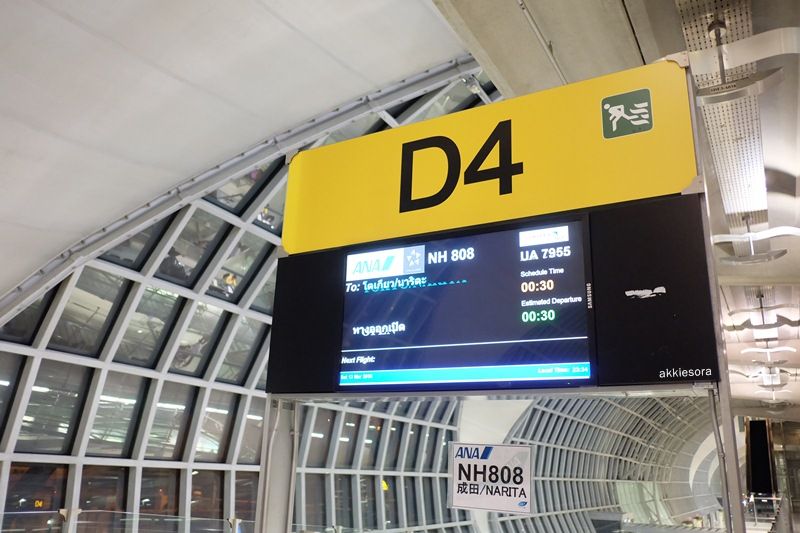 D4
ANA
NH 808
UA 7955
To: โตเกียว/นาริตะ
Schedule Time
00:30
Estimated Departure
00:30
ทางออกเปิด
Next Flight:
Local Time:
SAMSUNG
akkiesora
ANA
NH808
成田/NARITA
D4